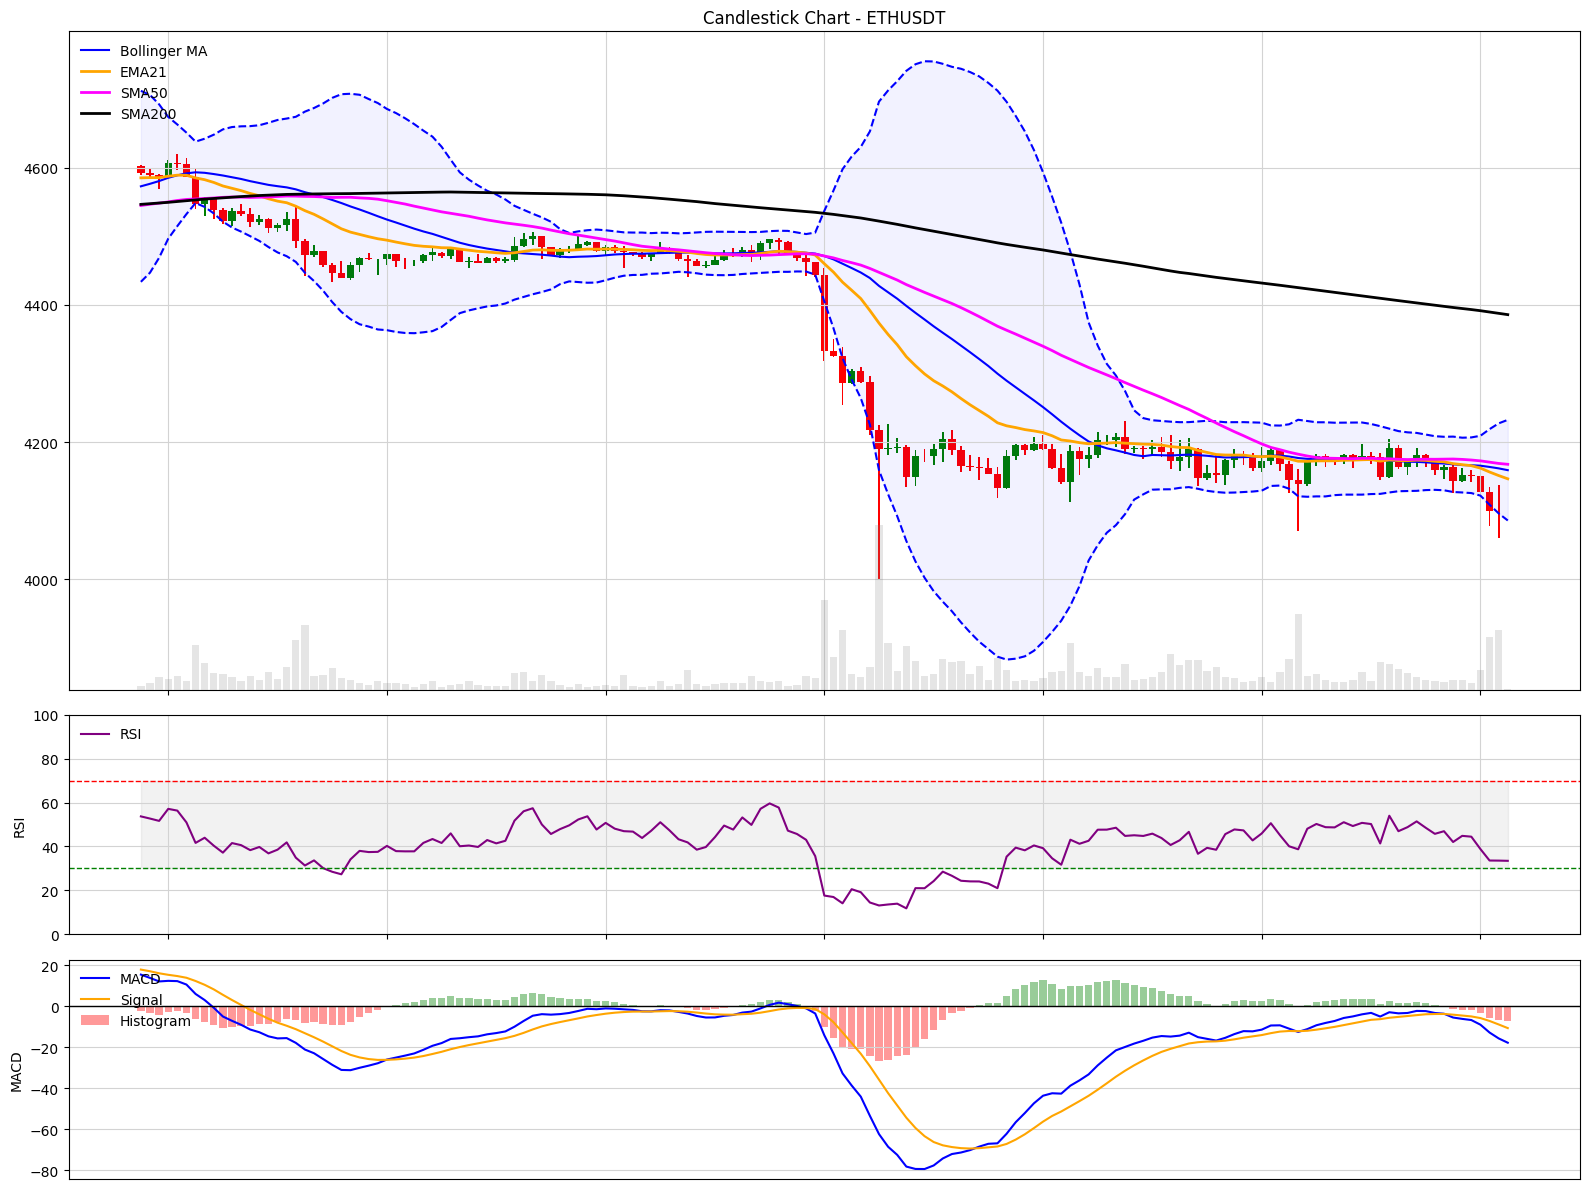 Candlestick Chart - ETHUSDT
Bollinger MA
EMA21
SMA50
SMA200
4600
4400
4200
4000
RSI
100
80
60
40
20
0
RSI
MACD
Signal
Histogram
20
0
−20
−40
−60
−80
MACD